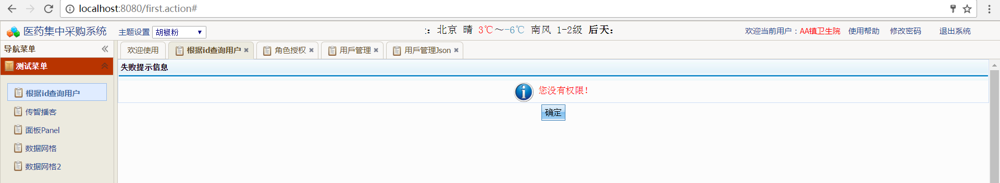 localhost:8080/first.action#
医药集中采购系统 主题设置 胡椒粉 : 北京 晴 3℃～-6℃ 南风 1-2级 后天: 欢迎当前用户：AA镇卫生院 使用帮助 修改密码 退出系统
导航菜单 欢迎使用 根据id查询用户 角色授权 用戶管理 用戶管理Json
测试菜单 失败提示信息
根据id查询用户 您没有权限！
传智播客 确定
面板Panel
数据网格
数据网格2